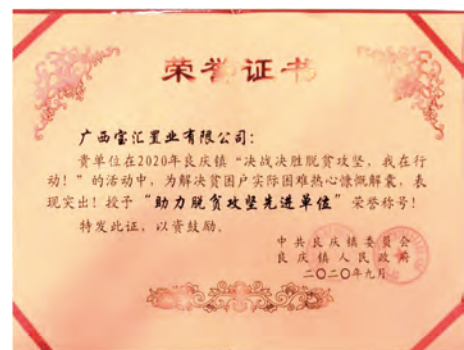 荣誉证书
广西宝汇置业有限公司：
贵单位在2020年良庆镇“决战决胜脱贫攻坚，我在行
动！”的活动中，为解决贫困户实际困难热心慷慨解囊，表
现突出！授予“助力脱贫攻坚先进单位”荣誉称号！
特发此证，以资鼓励。
中共良庆镇委员会
良庆镇人民政府
二〇二〇年九月